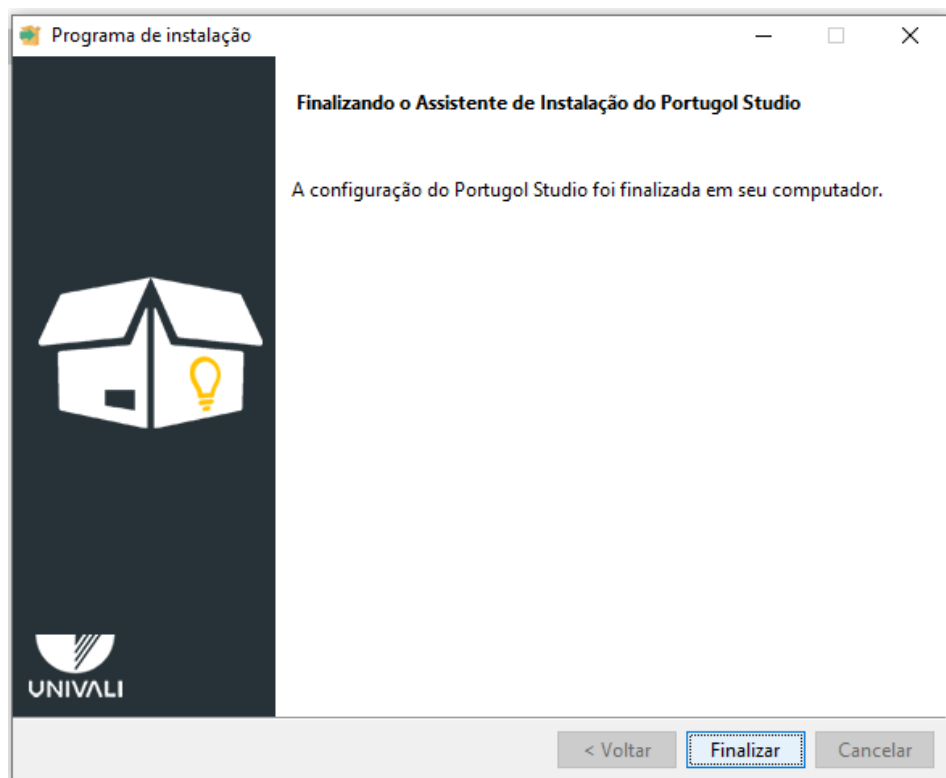 Programa de instalação
Finalizando o Assistente de Instalação do Portugol Studio
A configuração do Portugol Studio foi finalizada em seu computador.
UNIVALI
< Voltar
Finalizar
Cancelar